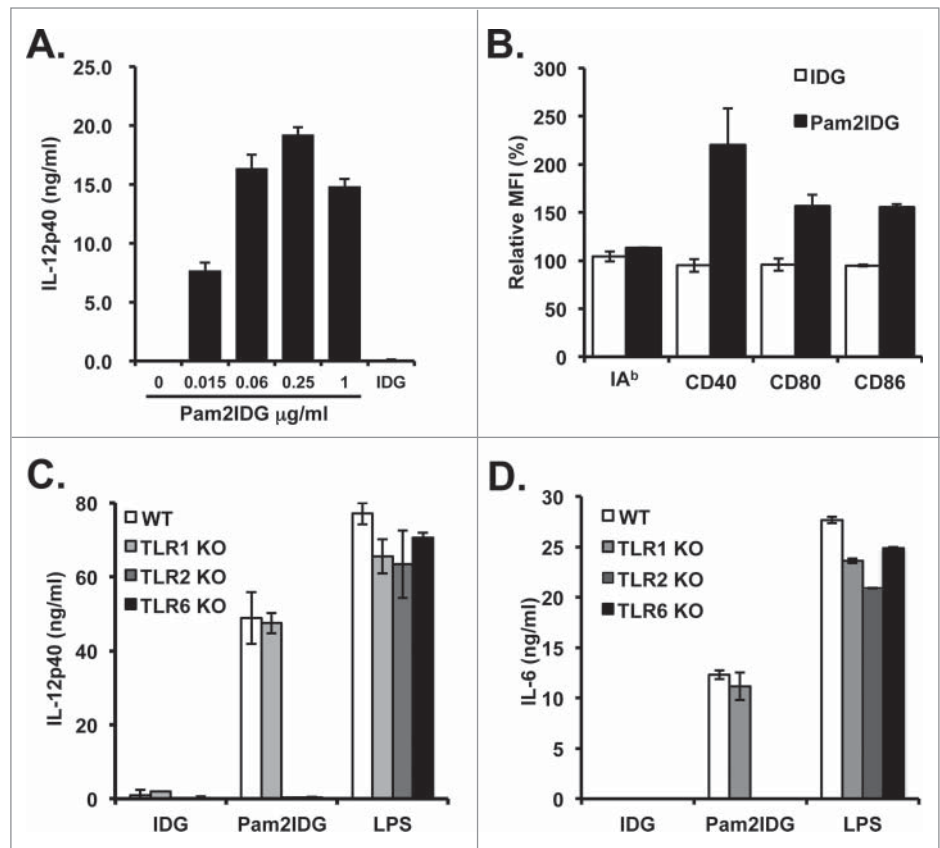 A.
IL-12p40 (ng/ml)
25.0
20.0
15.0
10.0
5.0
0.0
0 0.015 0.06 0.25 1 IDG
Pam2IDG µg/ml
B.
Relative MFI (%)
300
250
200
150
100
50
0
IDG
Pam2IDG
IAᵇ CD40 CD80 CD86
C.
IL-12p40 (ng/ml)
80
60
40
20
0
WT
TLR1 KO
TLR2 KO
TLR6 KO
IDG Pam2IDG LPS
D.
IL-6 (ng/ml)
30
25
20
15
10
5
0
WT
TLR1 KO
TLR2 KO
TLR6 KO
IDG Pam2IDG LPS